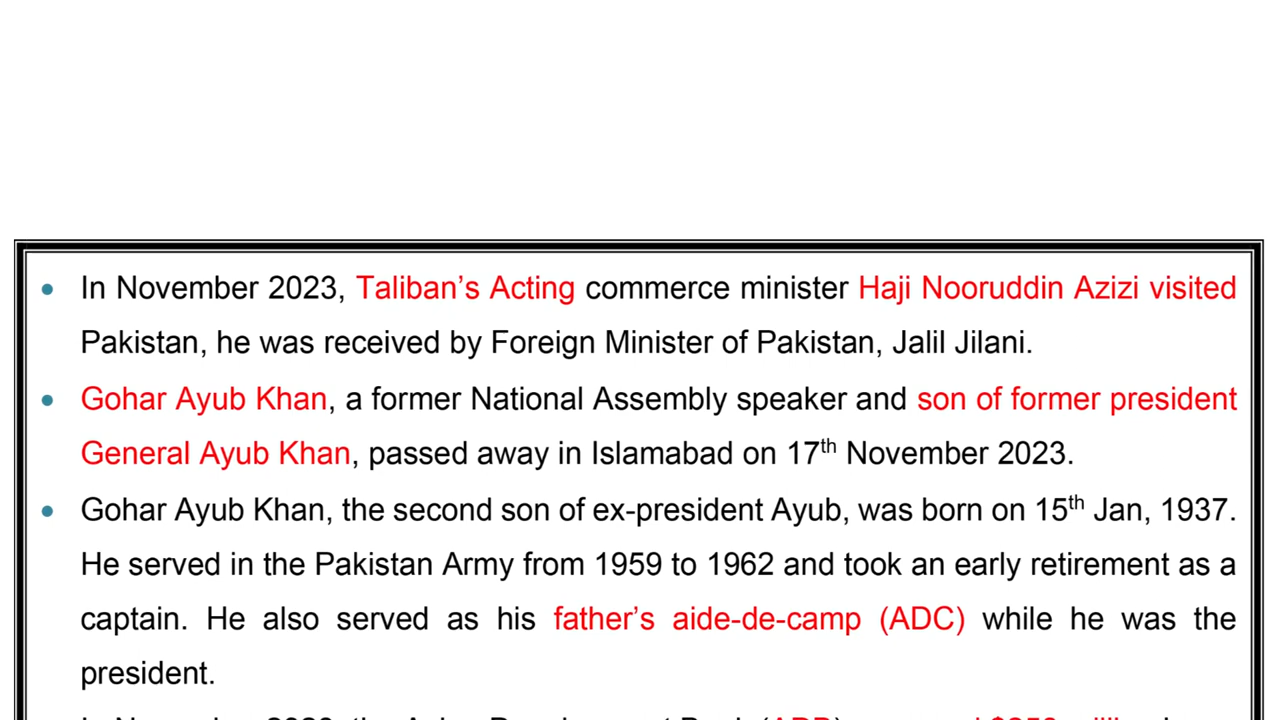 • In November 2023, Taliban’s Acting commerce minister Haji Nooruddin Azizi visited
Pakistan, he was received by Foreign Minister of Pakistan, Jalil Jilani.
• Gohar Ayub Khan, a former National Assembly speaker and son of former president
General Ayub Khan, passed away in Islamabad on 17th November 2023.
• Gohar Ayub Khan, the second son of ex-president Ayub, was born on 15th Jan, 1937.
He served in the Pakistan Army from 1959 to 1962 and took an early retirement as a
captain. He also served as his father’s aide-de-camp (ADC) while he was the
president.